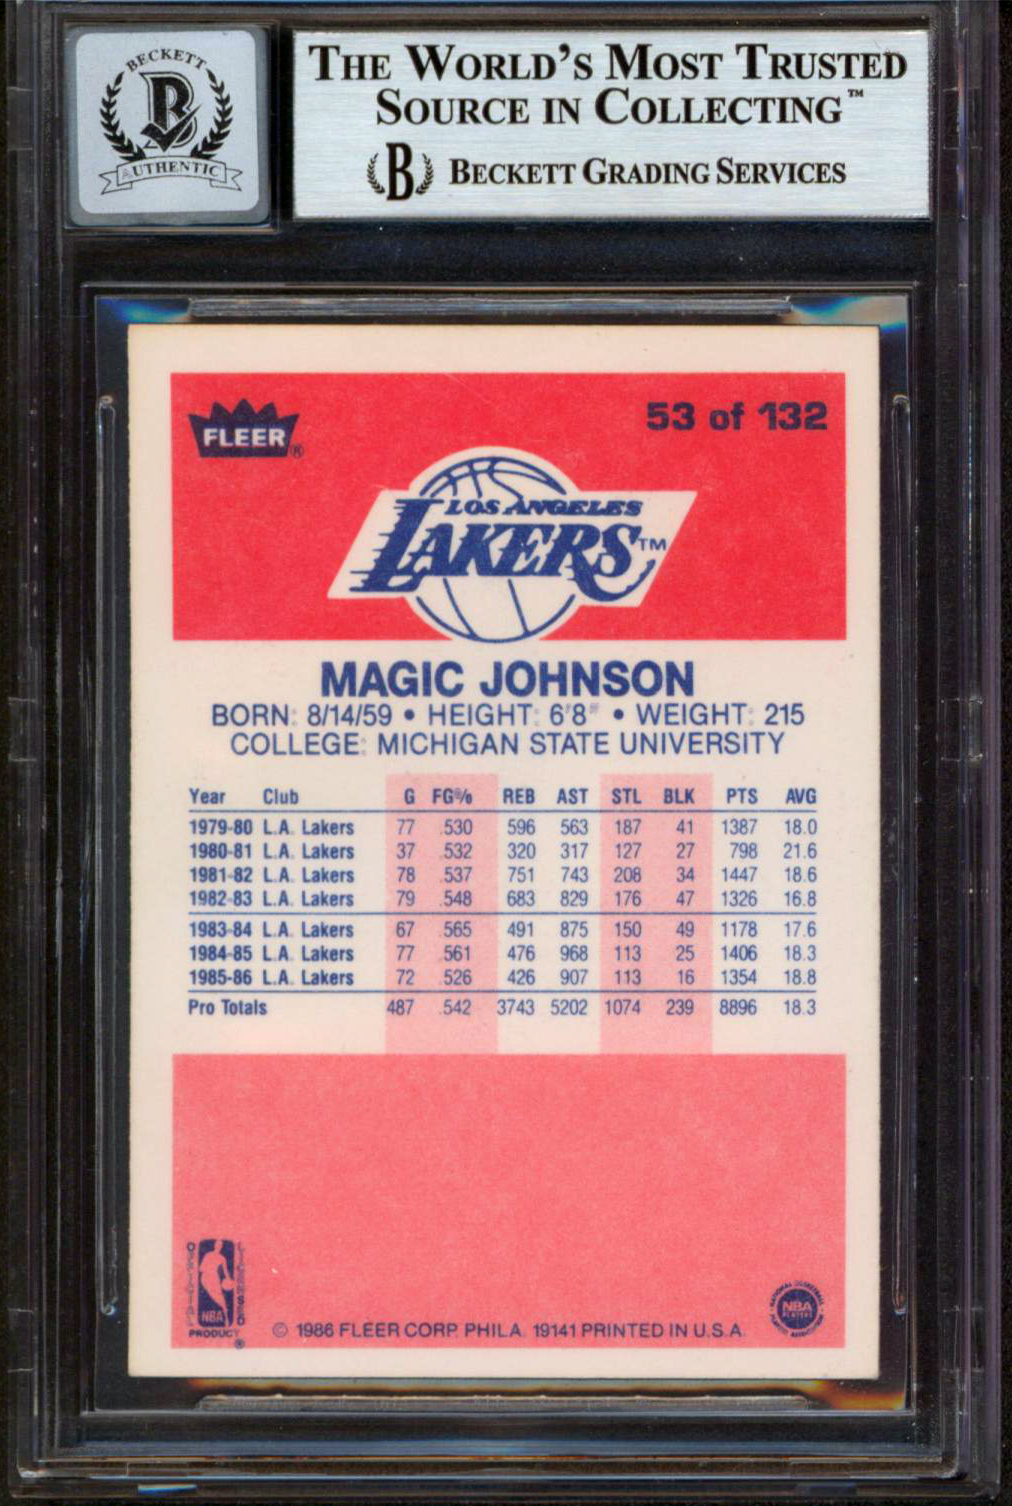 BECKETT
B
AUTHENTIC
THE WORLD'S MOST TRUSTED
SOURCE IN COLLECTING™
B BECKETT GRADING SERVICES
FLEER®
53 of 132
LOS ANGELES
LAKERS™
MAGIC JOHNSON
BORN: 8/14/59 • HEIGHT: 6'8" • WEIGHT: 215
COLLEGE: MICHIGAN STATE UNIVERSITY
Year Club G FG% REB AST STL BLK PTS AVG
1979-80 L.A. Lakers 77 .530 596 563 187 41 1387 18.0
1980-81 L.A. Lakers 37 .532 320 317 127 27 798 21.6
1981-82 L.A. Lakers 78 .537 751 743 208 34 1447 18.6
1982-83 L.A. Lakers 79 .548 683 829 176 47 1326 16.8
1983-84 L.A. Lakers 67 .565 491 875 150 49 1178 17.6
1984-85 L.A. Lakers 77 .561 476 968 113 25 1406 18.3
1985-86 L.A. Lakers 72 .526 426 907 113 16 1354 18.8
Pro Totals 487 .542 3743 5202 1074 239 8896 18.3
NBA
PRODUCT
®
© 1986 FLEER CORP. PHILA. 19141 PRINTED IN U.S.A.
NBA
PLAYERS